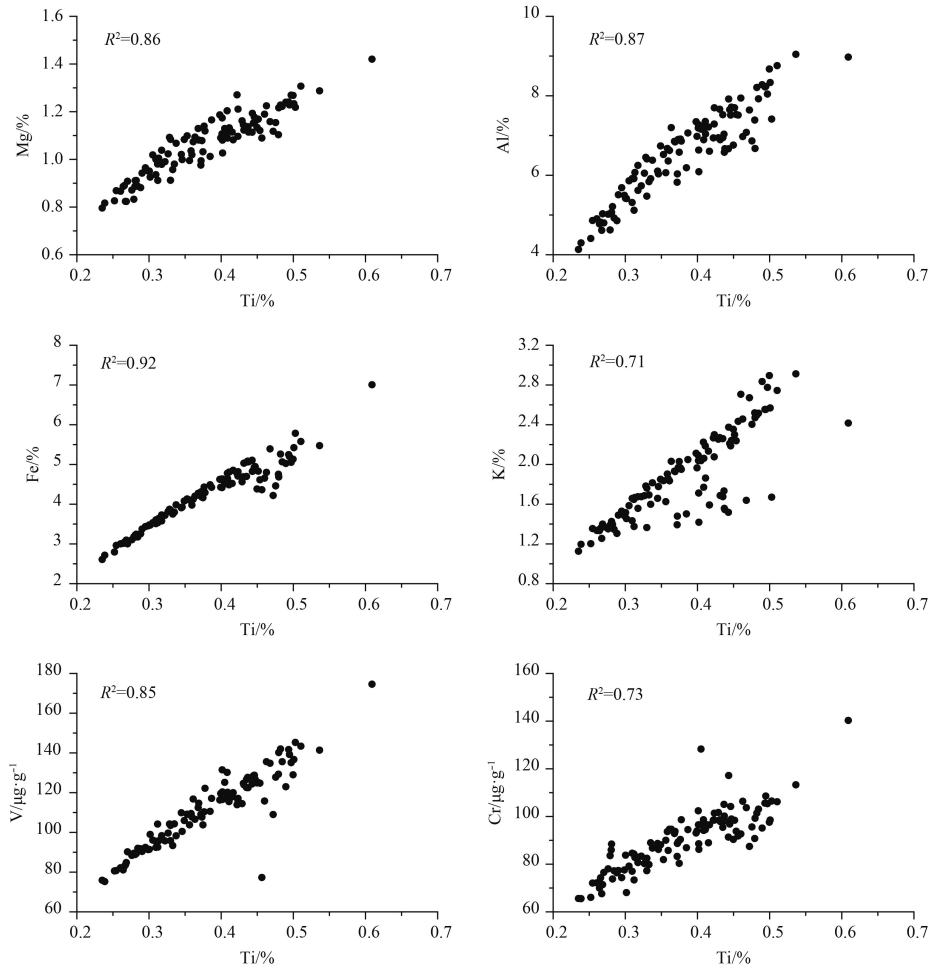 1.6
1.4
1.2
1.0
0.8
0.6
Mg/%
R²=0.86
0.2 0.3 0.4 0.5 0.6 0.7
Ti/%
10
8
6
4
Al/%
R²=0.87
0.2 0.3 0.4 0.5 0.6 0.7
Ti/%
8
7
6
5
4
3
2
Fe/%
R²=0.92
0.2 0.3 0.4 0.5 0.6 0.7
Ti/%
3.2
2.8
2.4
2.0
1.6
1.2
0.8
K/%
R²=0.71
0.2 0.3 0.4 0.5 0.6 0.7
Ti/%
180
160
140
120
100
80
60
V/μg·g⁻¹
R²=0.85
0.2 0.3 0.4 0.5 0.6 0.7
Ti/%
160
140
120
100
80
60
Cr/μg·g⁻¹
R²=0.73
0.2 0.3 0.4 0.5 0.6 0.7
Ti/%